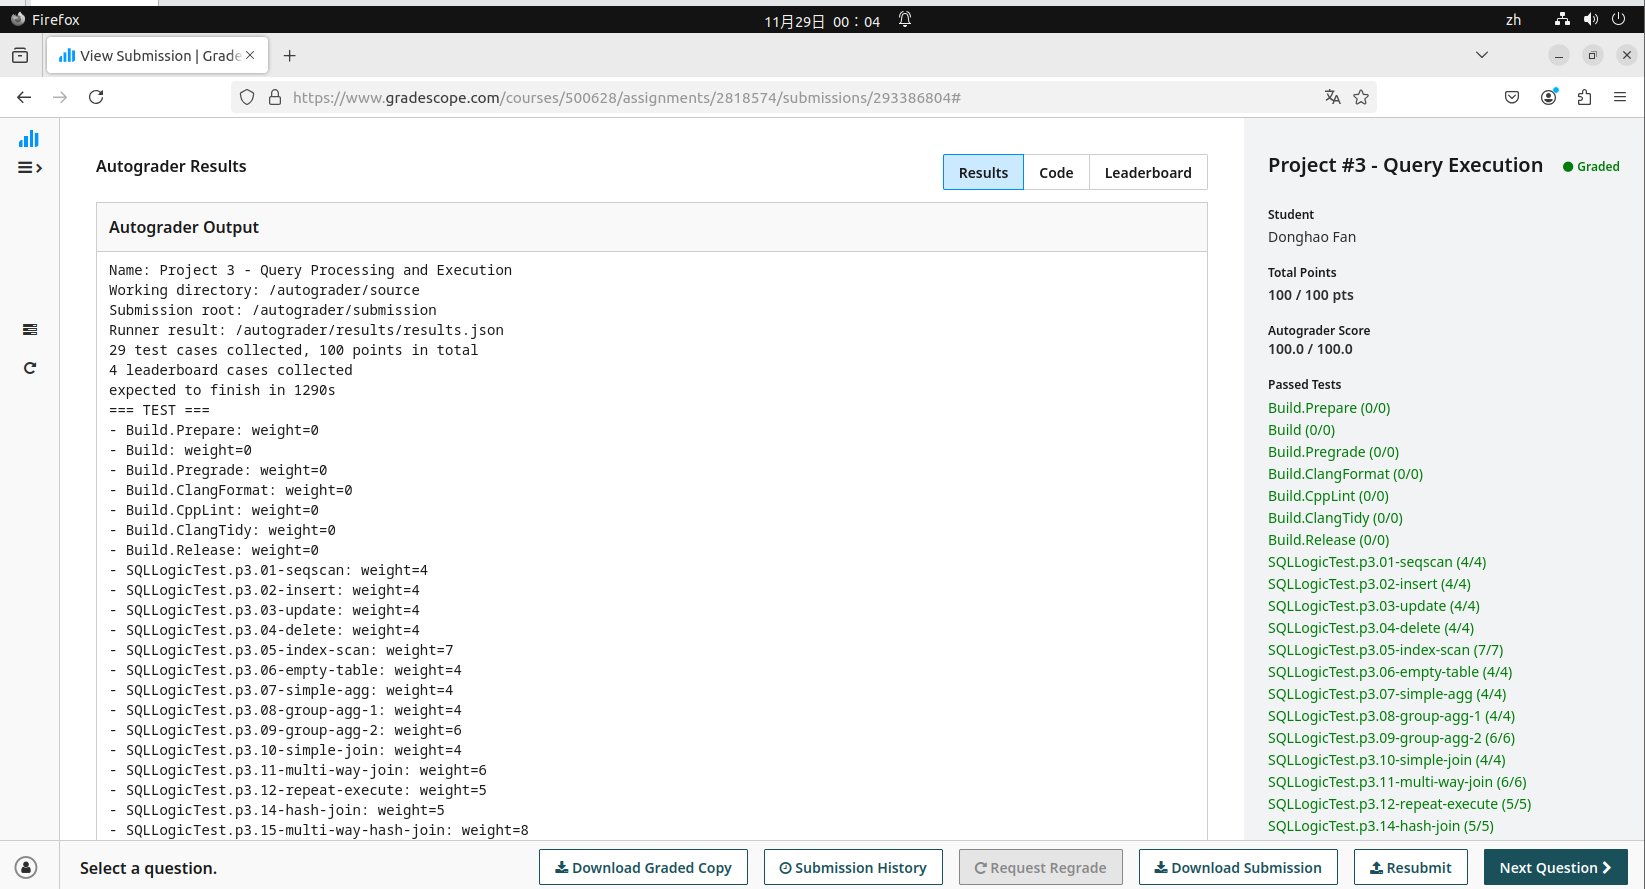 Firefox
11月29日 00：04
zh
View Submission | Grade
https://www.gradescope.com/courses/500628/assignments/2818574/submissions/293386804#
Autograder Results
Results
Code
Leaderboard
Autograder Output
Name: Project 3 - Query Processing and Execution
Working directory: /autograder/source
Submission root: /autograder/submission
Runner result: /autograder/results/results.json
29 test cases collected, 100 points in total
4 leaderboard cases collected
expected to finish in 1290s
=== TEST ===
- Build.Prepare: weight=0
- Build: weight=0
- Build.Pregrade: weight=0
- Build.ClangFormat: weight=0
- Build.CppLint: weight=0
- Build.ClangTidy: weight=0
- Build.Release: weight=0
- SQLLogicTest.p3.01-seqscan: weight=4
- SQLLogicTest.p3.02-insert: weight=4
- SQLLogicTest.p3.03-update: weight=4
- SQLLogicTest.p3.04-delete: weight=4
- SQLLogicTest.p3.05-index-scan: weight=7
- SQLLogicTest.p3.06-empty-table: weight=4
- SQLLogicTest.p3.07-simple-agg: weight=4
- SQLLogicTest.p3.08-group-agg-1: weight=4
- SQLLogicTest.p3.09-group-agg-2: weight=6
- SQLLogicTest.p3.10-simple-join: weight=4
- SQLLogicTest.p3.11-multi-way-join: weight=6
- SQLLogicTest.p3.12-repeat-execute: weight=5
- SQLLogicTest.p3.14-hash-join: weight=5
- SQLLogicTest.p3.15-multi-way-hash-join: weight=8
Project #3 - Query Execution
Graded
Student
Donghao Fan
Total Points
100 / 100 pts
Autograder Score
100.0 / 100.0
Passed Tests
Build.Prepare (0/0)
Build (0/0)
Build.Pregrade (0/0)
Build.ClangFormat (0/0)
Build.CppLint (0/0)
Build.ClangTidy (0/0)
Build.Release (0/0)
SQLLogicTest.p3.01-seqscan (4/4)
SQLLogicTest.p3.02-insert (4/4)
SQLLogicTest.p3.03-update (4/4)
SQLLogicTest.p3.04-delete (4/4)
SQLLogicTest.p3.05-index-scan (7/7)
SQLLogicTest.p3.06-empty-table (4/4)
SQLLogicTest.p3.07-simple-agg (4/4)
SQLLogicTest.p3.08-group-agg-1 (4/4)
SQLLogicTest.p3.09-group-agg-2 (6/6)
SQLLogicTest.p3.10-simple-join (4/4)
SQLLogicTest.p3.11-multi-way-join (6/6)
SQLLogicTest.p3.12-repeat-execute (5/5)
SQLLogicTest.p3.14-hash-join (5/5)
Select a question.
Download Graded Copy
Submission History
Request Regrade
Download Submission
Resubmit
Next Question